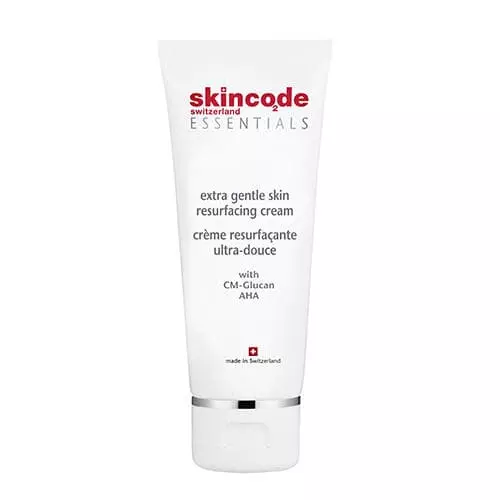 skincode
switzerland 2
ESSENTIALS
extra gentle skin
resurfacing cream
crème resurfaçante
ultra-douce
with
CM-Glucan
AHA
made in Switzerland